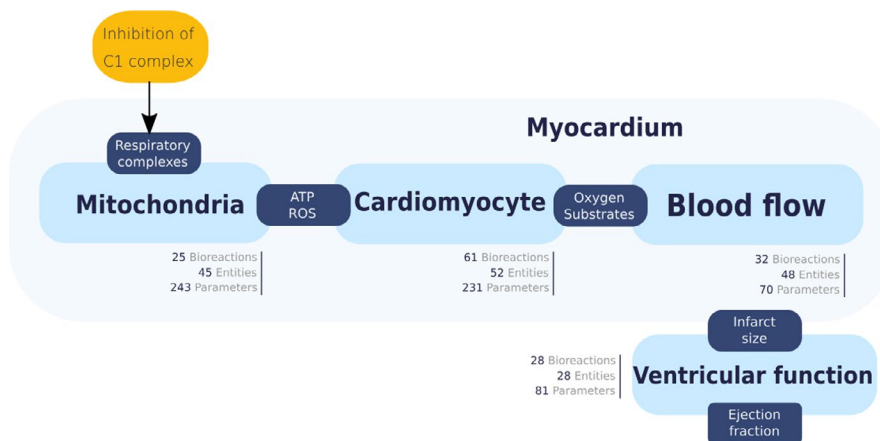 Inhibition of
C1 complex
Myocardium
Respiratory
complexes
Mitochondria
ATP
ROS
Cardiomyocyte
Oxygen
Substrates
Blood flow
25 Bioreactions
45 Entities
243 Parameters
61 Bioreactions
52 Entities
231 Parameters
32 Bioreactions
48 Entities
70 Parameters
Infarct
size
28 Bioreactions
28 Entities
81 Parameters
Ventricular function
Ejection
fraction